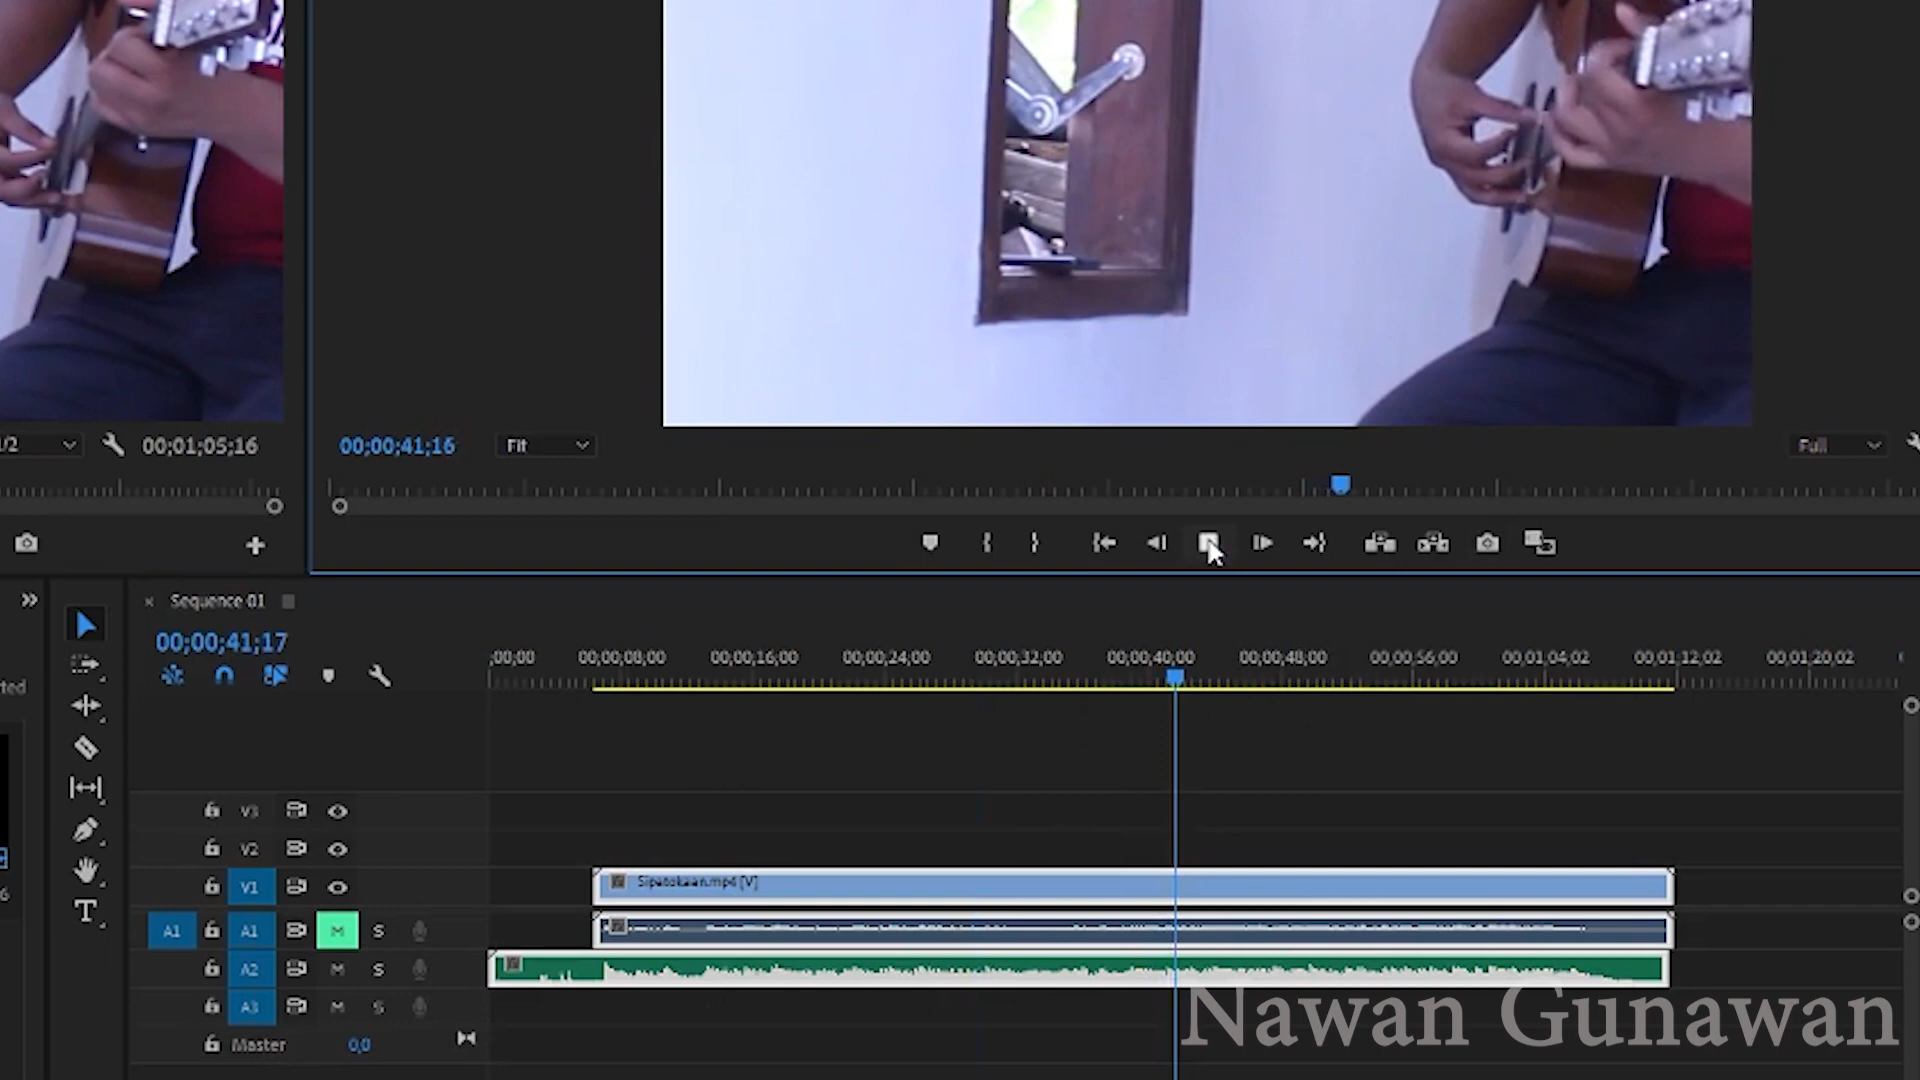 1/2
00;01;05;16
00;00;41;16
Fit
Full
Sequence 01
00;00;41;17
;00;00 00;00;08;00 00;00;16;00 00;00;24;00 00;00;32;00 00;00;40;00 00;00;48;00 00;00;56;00 00;01;04;02 00;01;12;02 00;01;20;02
V3
V2
V1 Sipatokaan.mp4 [V]
A1 A1 M S
A2 M S
A3 M S
Master 0,0
Nawan Gunawan